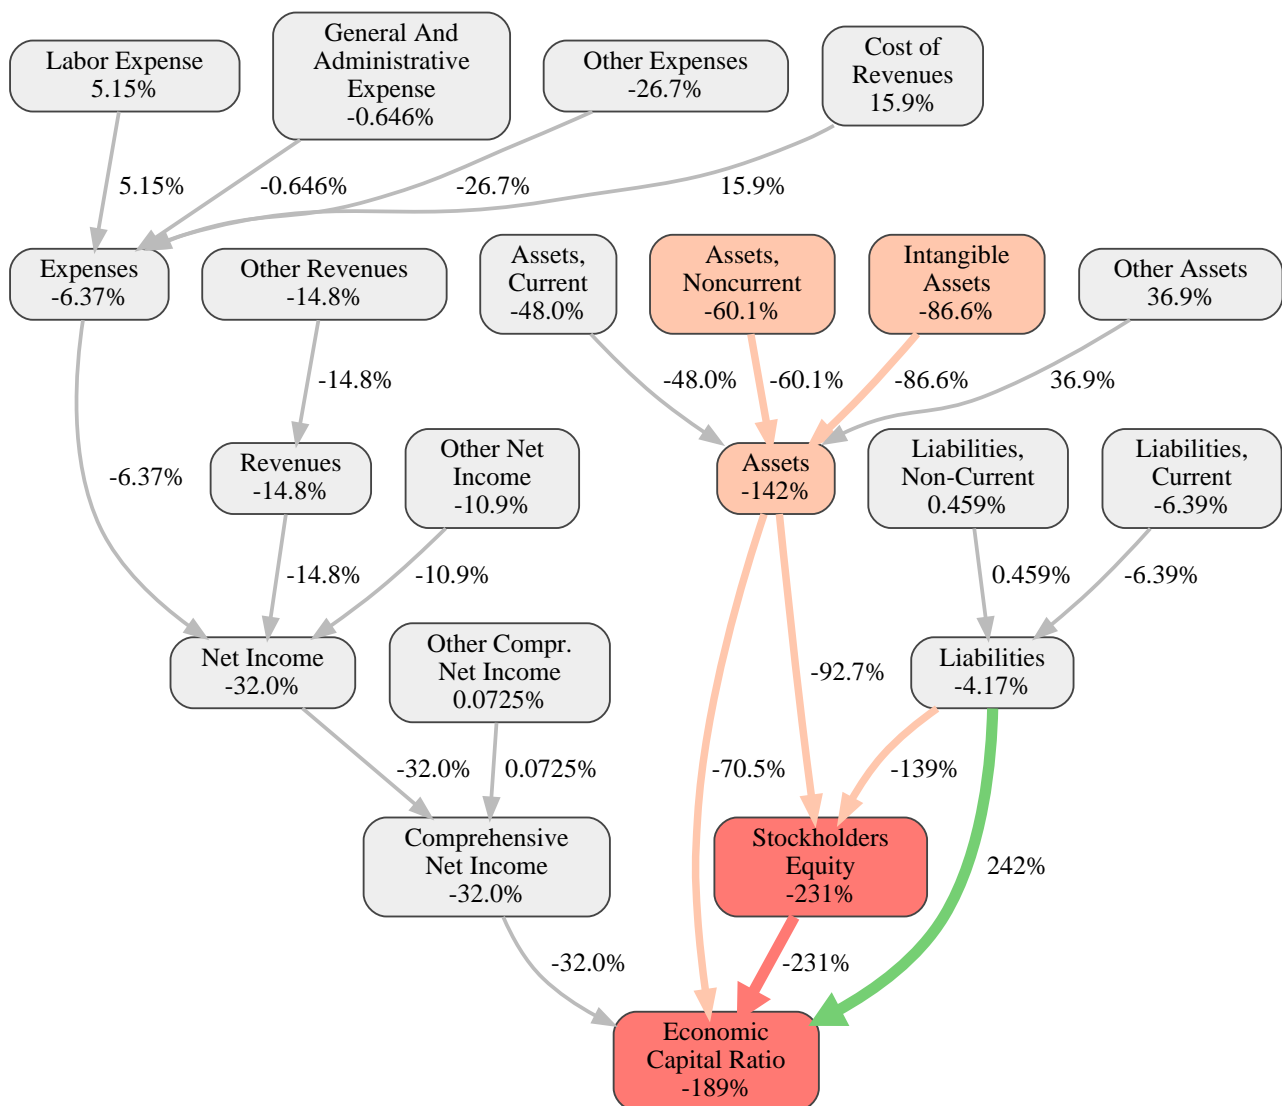 Labor Expense
5.15%
General And
Administrative
Expense
-0.646%
Other Expenses
-26.7%
Cost of
Revenues
15.9%
5.15%
-0.646%
-26.7%
15.9%
Expenses
-6.37%
Other Revenues
-14.8%
Assets,
Current
-48.0%
Assets,
Noncurrent
-60.1%
Intangible
Assets
-86.6%
Other Assets
36.9%
-14.8%
-48.0%
-60.1%
-86.6%
36.9%
-6.37%
Revenues
-14.8%
Other Net
Income
-10.9%
Assets
-142%
Liabilities,
Non-Current
0.459%
Liabilities,
Current
-6.39%
-14.8%
-10.9%
0.459%
-6.39%
Net Income
-32.0%
Other Compr.
Net Income
0.0725%
-92.7%
Liabilities
-4.17%
-32.0%
0.0725%
-70.5%
-139%
Comprehensive
Net Income
-32.0%
Stockholders
Equity
-231%
242%
-32.0%
-231%
Economic
Capital Ratio
-189%